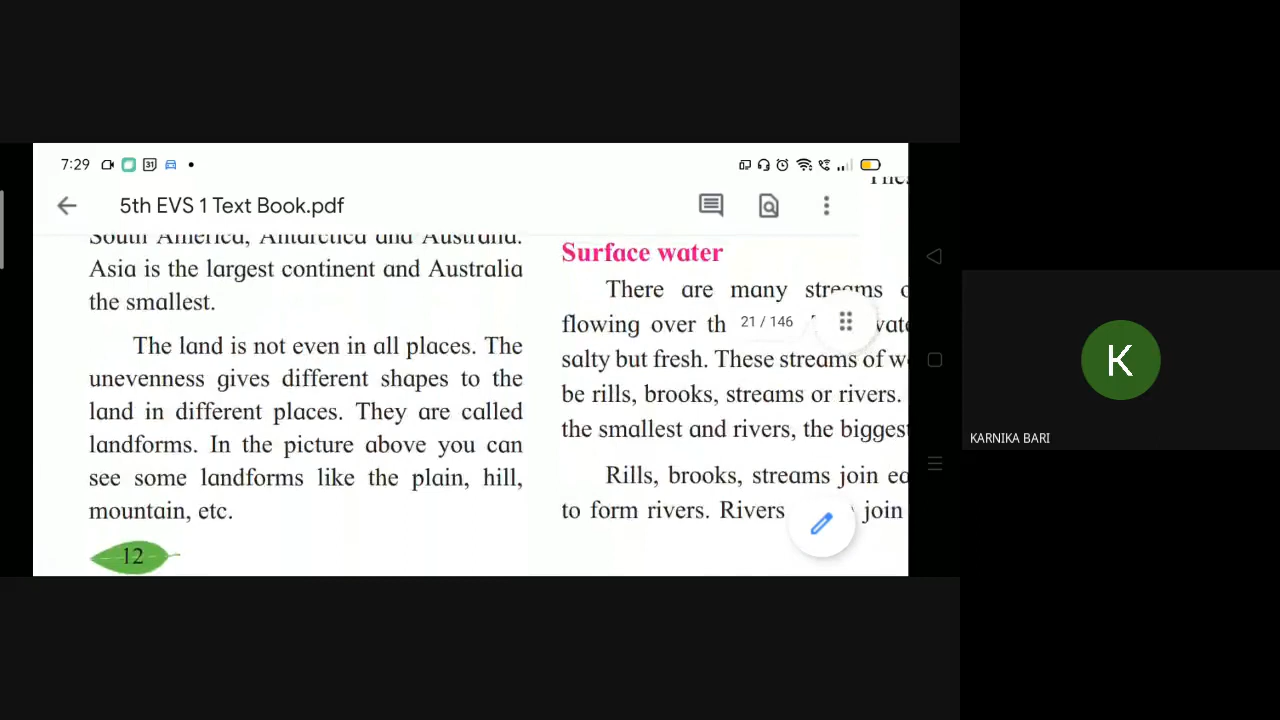 7:29
31
5th EVS 1 Text Book.pdf
South America, Antarctica and Australia.
Asia is the largest continent and Australia
the smallest.
The land is not even in all places. The
unevenness gives different shapes to the
land in different places. They are called
landforms. In the picture above you can
see some landforms like the plain, hill,
mountain, etc.
12
Surface water
There are many streams
flowing over
21 / 146
salty but fresh. These streams of
be rills, brooks, streams or rivers.
the smallest and rivers, the biggest
Rills, brooks, streams join
to form rivers. Rivers join
K
KARNIKA BARI